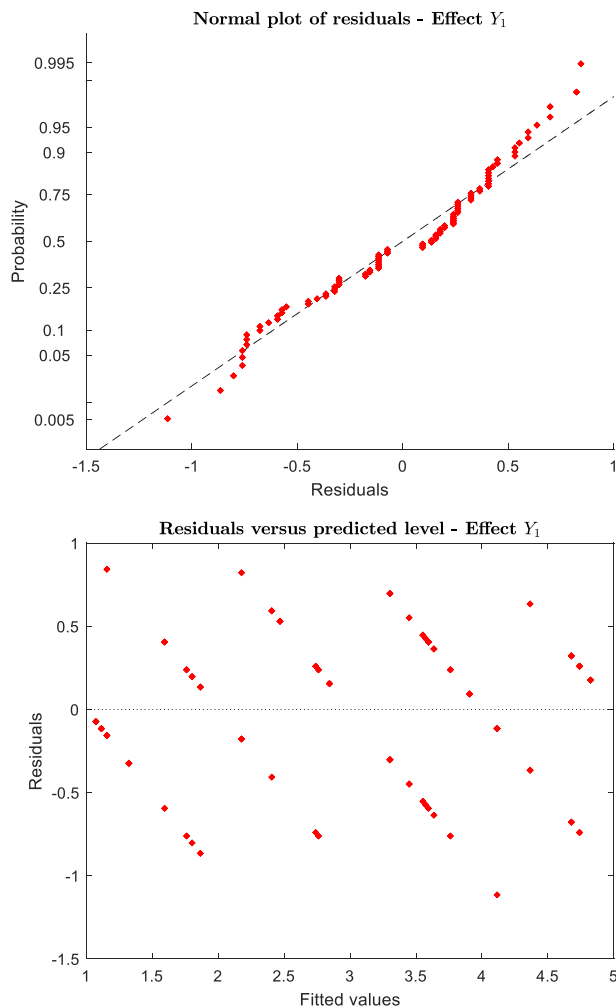 Normal plot of residuals - Effect Y₁
0.995
0.95
0.9
0.75
0.5
0.25
0.1
0.05
0.005
Probability
-1.5 -1 -0.5 0 0.5 1
Residuals
Residuals versus predicted level - Effect Y₁
1
0.5
0
-0.5
-1
-1.5
Residuals
1 1.5 2 2.5 3 3.5 4 4.5 5
Fitted values